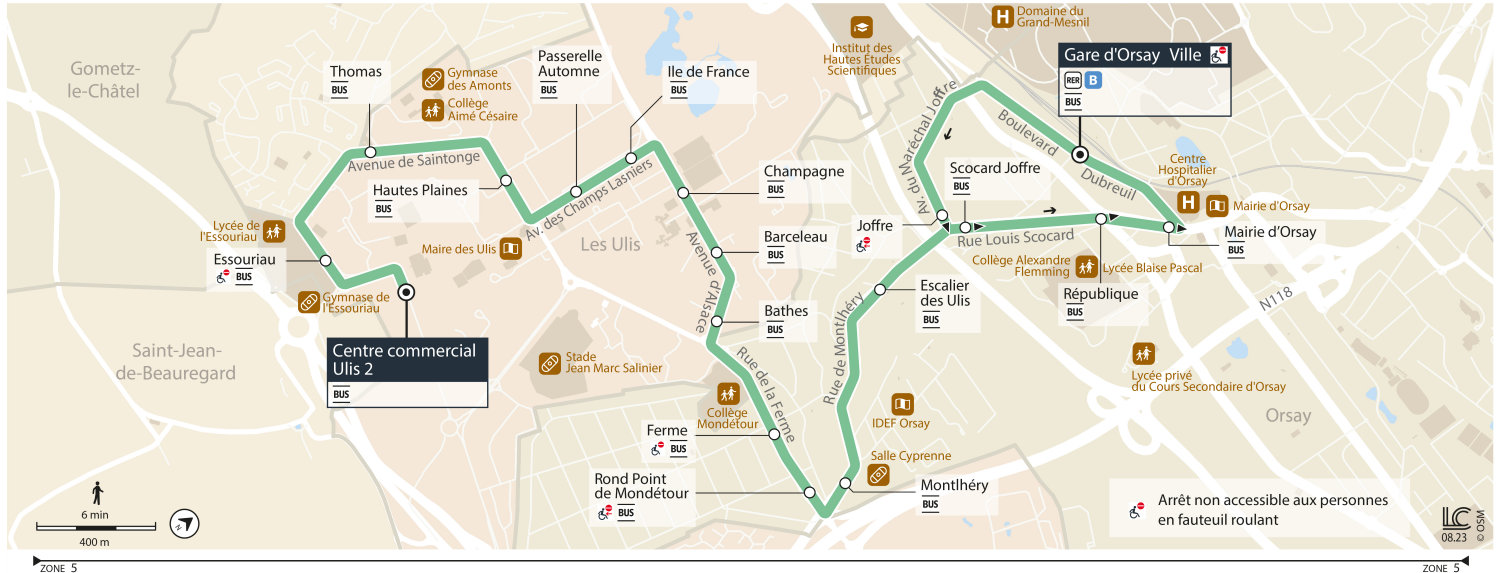 Domaine du
Grand-Mesnil
H
Institut des
Hautes Études
Scientifiques
Gare d'Orsay Ville
RER B
BUS
Gometz-
le-Châtel
Thomas
BUS
Gymnase
des Amonts
Collège
Aimé Césaire
Passerelle
Automne
BUS
Ile de France
BUS
Av. du Maréchal Joffre
Boulevard
Dubreuil
Avenue de Saintonge
Hautes Plaines
BUS
Av. des Champs Lasniers
Champagne
BUS
Scocard Joffre
BUS
Centre
Hospitalier
d'Orsay
H
Mairie d'Orsay
Mairie d'Orsay
BUS
Lycée de
l'Essouriau
Essouriau
BUS
Maire des Ulis
Les Ulis
Avenue d'Alsace
Barceleau
BUS
Joffre
Rue Louis Scocard
Collège Alexandre
Flemming
Lycée Blaise Pascal
République
BUS
N118
Gymnase de
l'Essouriau
Bathes
BUS
Escalier
des Ulis
BUS
Rue de Montlhéry
Centre commercial
Ulis 2
BUS
Saint-Jean-
de-Beauregard
Stade
Jean Marc Salinier
Rue de la Ferme
Collège
Mondétour
Lycée privé
du Cours Secondaire d'Orsay
Orsay
IDEF Orsay
Ferme
BUS
Salle Cyprenne
Rond Point
de Mondétour
BUS
Montlhéry
BUS
6 min
400 m
N
Arrêt non accessible aux personnes
en fauteuil roulant
LC
08.23
© OSM
ZONE 5
ZONE 5